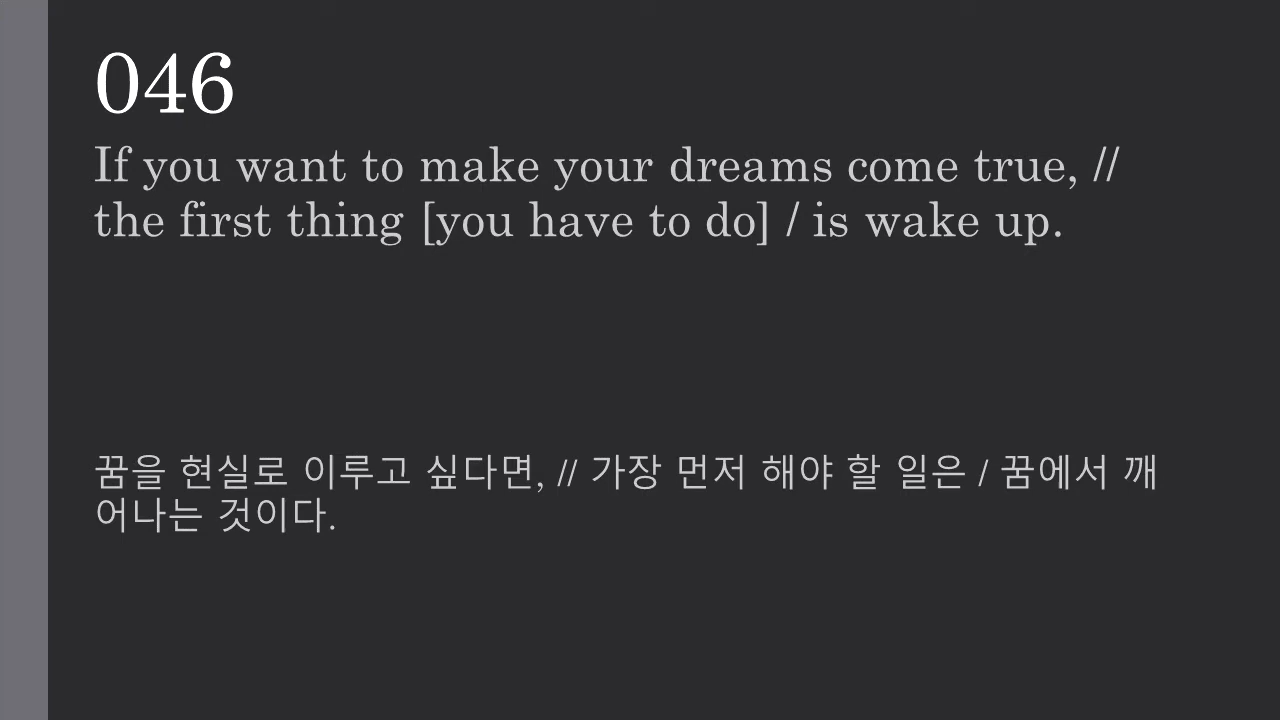 046
If you want to make your dreams come true, //
the first thing [you have to do] / is wake up.
꿈을 현실로 이루고 싶다면, // 가장 먼저 해야 할 일은 / 꿈에서 깨
어나는 것이다.